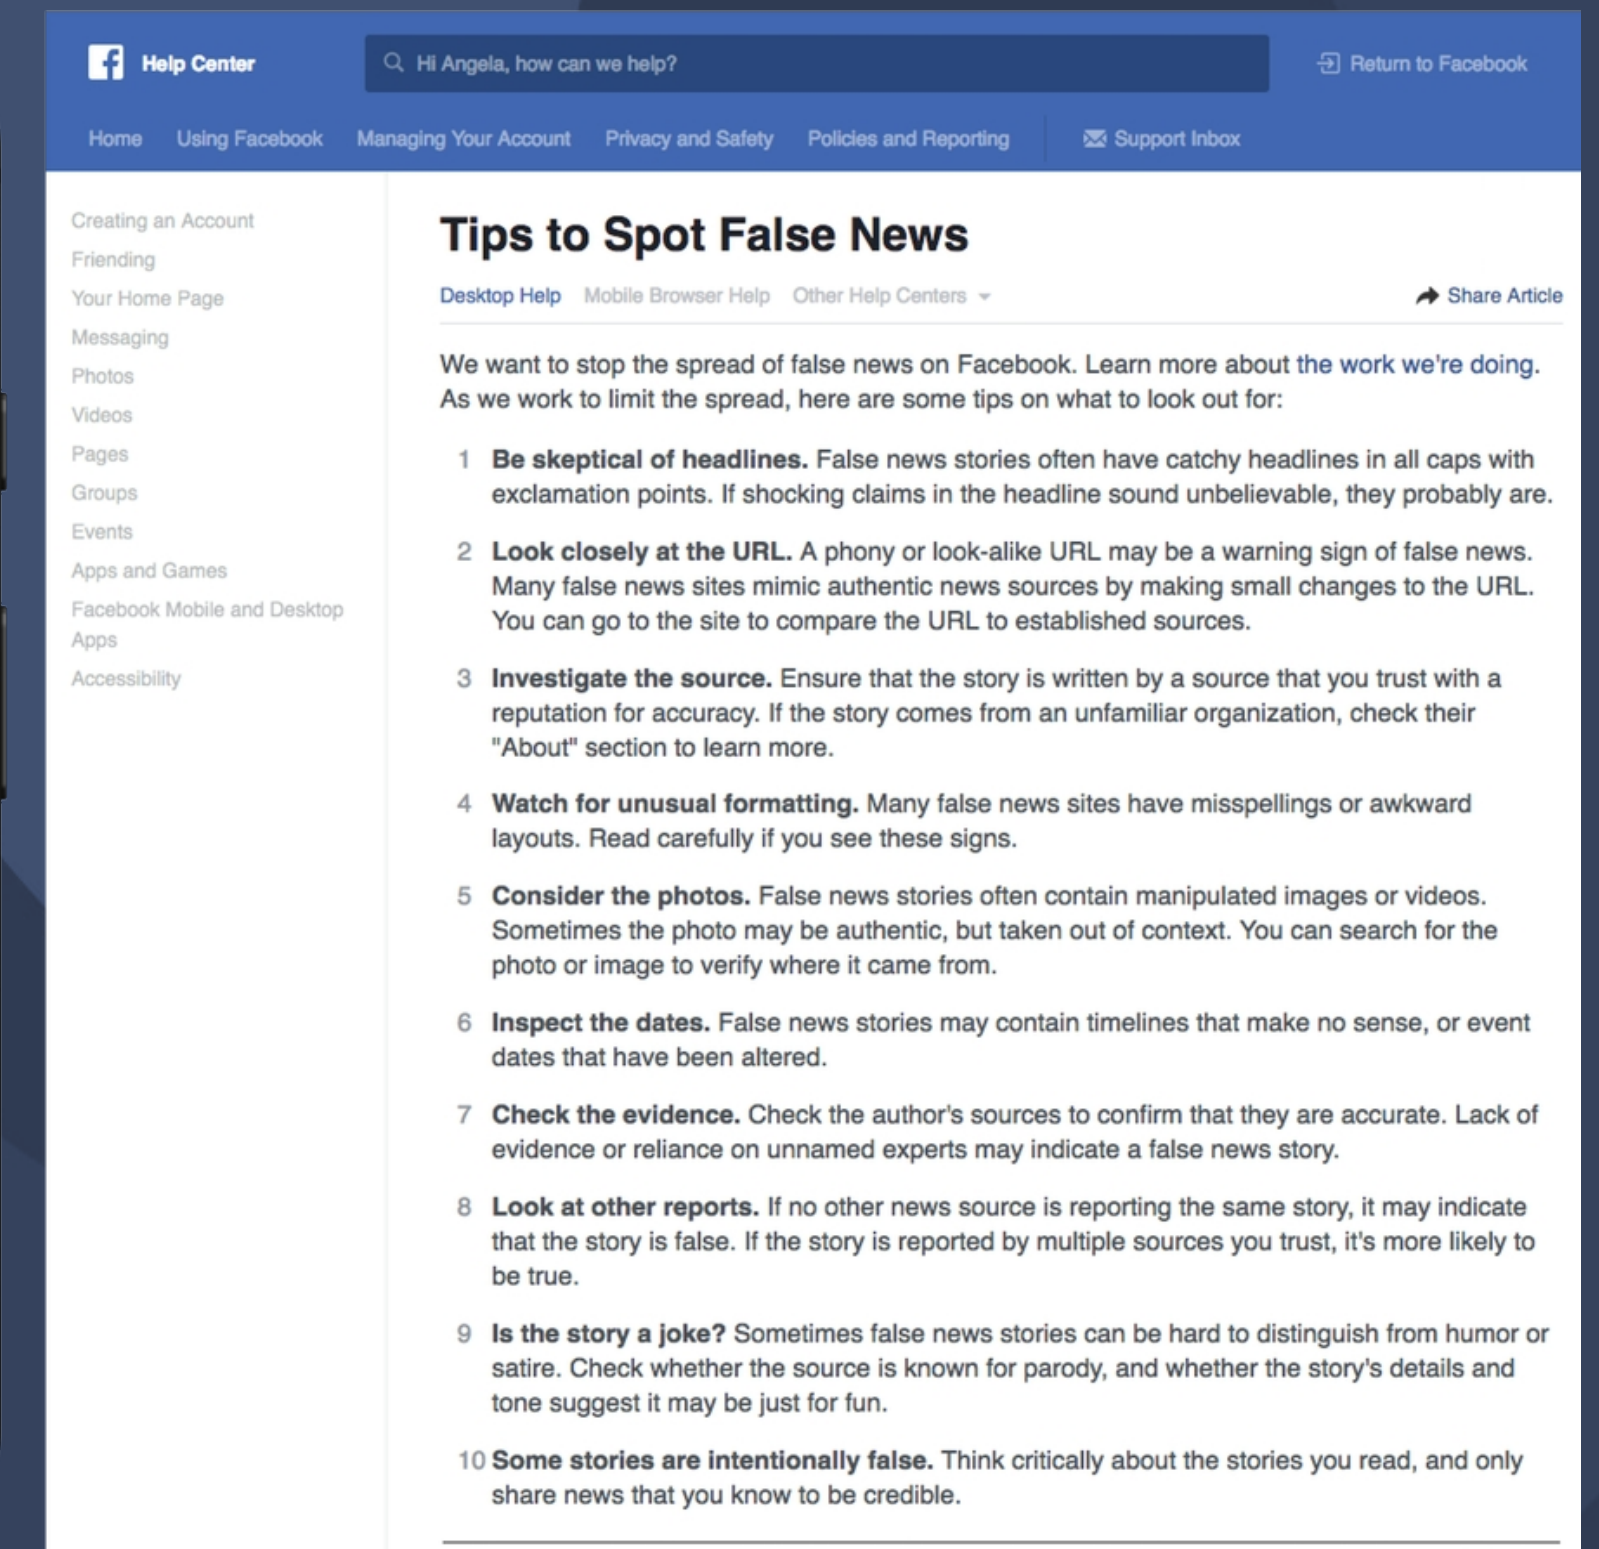 Help Center
Hi Angela, how can we help?
Return to Facebook
Home
Using Facebook
Managing Your Account
Privacy and Safety
Policies and Reporting
Support Inbox
Creating an Account
Friending
Your Home Page
Messaging
Photos
Videos
Pages
Groups
Events
Apps and Games
Facebook Mobile and Desktop
Apps
Accessibility
Tips to Spot False News
Desktop Help
Mobile Browser Help
Other Help Centers
Share Article
We want to stop the spread of false news on Facebook. Learn more about the work we're doing.
As we work to limit the spread, here are some tips on what to look out for:
1 Be skeptical of headlines. False news stories often have catchy headlines in all caps with
exclamation points. If shocking claims in the headline sound unbelievable, they probably are.
2 Look closely at the URL. A phony or look-alike URL may be a warning sign of false news.
Many false news sites mimic authentic news sources by making small changes to the URL.
You can go to the site to compare the URL to established sources.
3 Investigate the source. Ensure that the story is written by a source that you trust with a
reputation for accuracy. If the story comes from an unfamiliar organization, check their
"About" section to learn more.
4 Watch for unusual formatting. Many false news sites have misspellings or awkward
layouts. Read carefully if you see these signs.
5 Consider the photos. False news stories often contain manipulated images or videos.
Sometimes the photo may be authentic, but taken out of context. You can search for the
photo or image to verify where it came from.
6 Inspect the dates. False news stories may contain timelines that make no sense, or event
dates that have been altered.
7 Check the evidence. Check the author's sources to confirm that they are accurate. Lack of
evidence or reliance on unnamed experts may indicate a false news story.
8 Look at other reports. If no other news source is reporting the same story, it may indicate
that the story is false. If the story is reported by multiple sources you trust, it's more likely to
be true.
9 Is the story a joke? Sometimes false news stories can be hard to distinguish from humor or
satire. Check whether the source is known for parody, and whether the story's details and
tone suggest it may be just for fun.
10 Some stories are intentionally false. Think critically about the stories you read, and only
share news that you know to be credible.